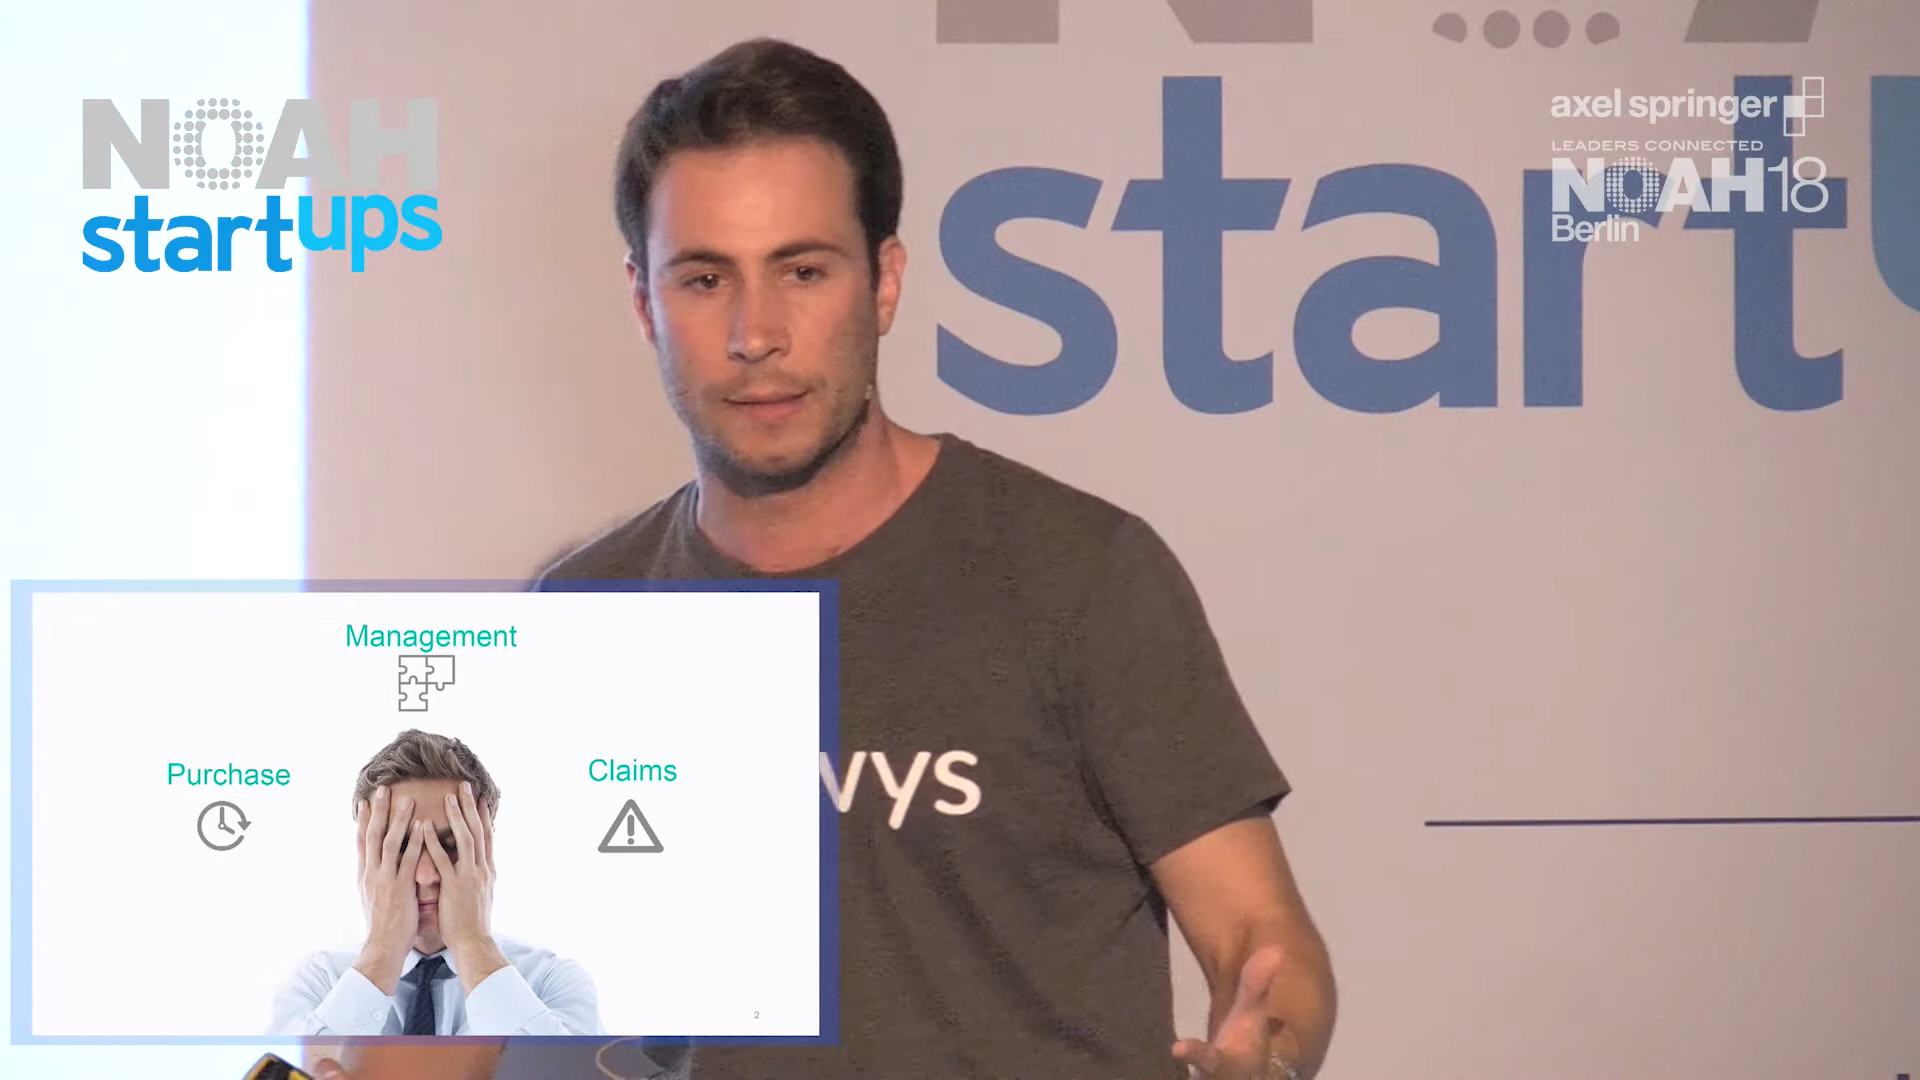 NOAH
startups
start
axel springer
LEADERS CONNECTED
NOAH18
Berlin
Management
Purchase
Claims
vys
2